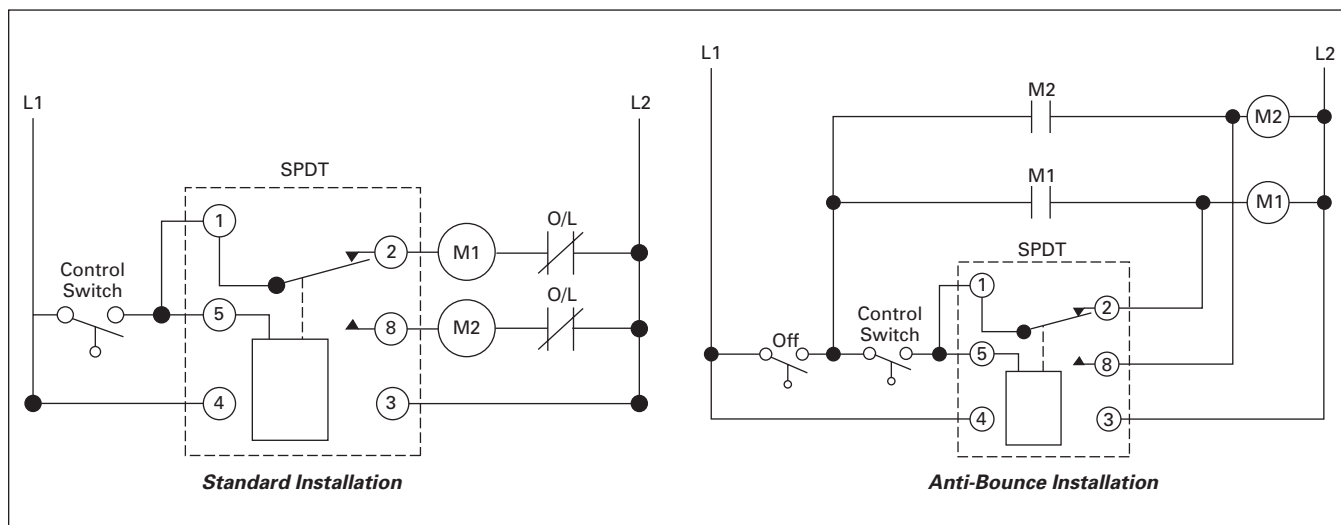 L1
L2
SPDT
1
2
M1
O/L
Control
Switch
5
8
M2
O/L
4
3
Standard Installation
L1
L2
M2
M2
M1
M1
SPDT
1
2
Off
Control
Switch
5
8
4
3
Anti-Bounce Installation